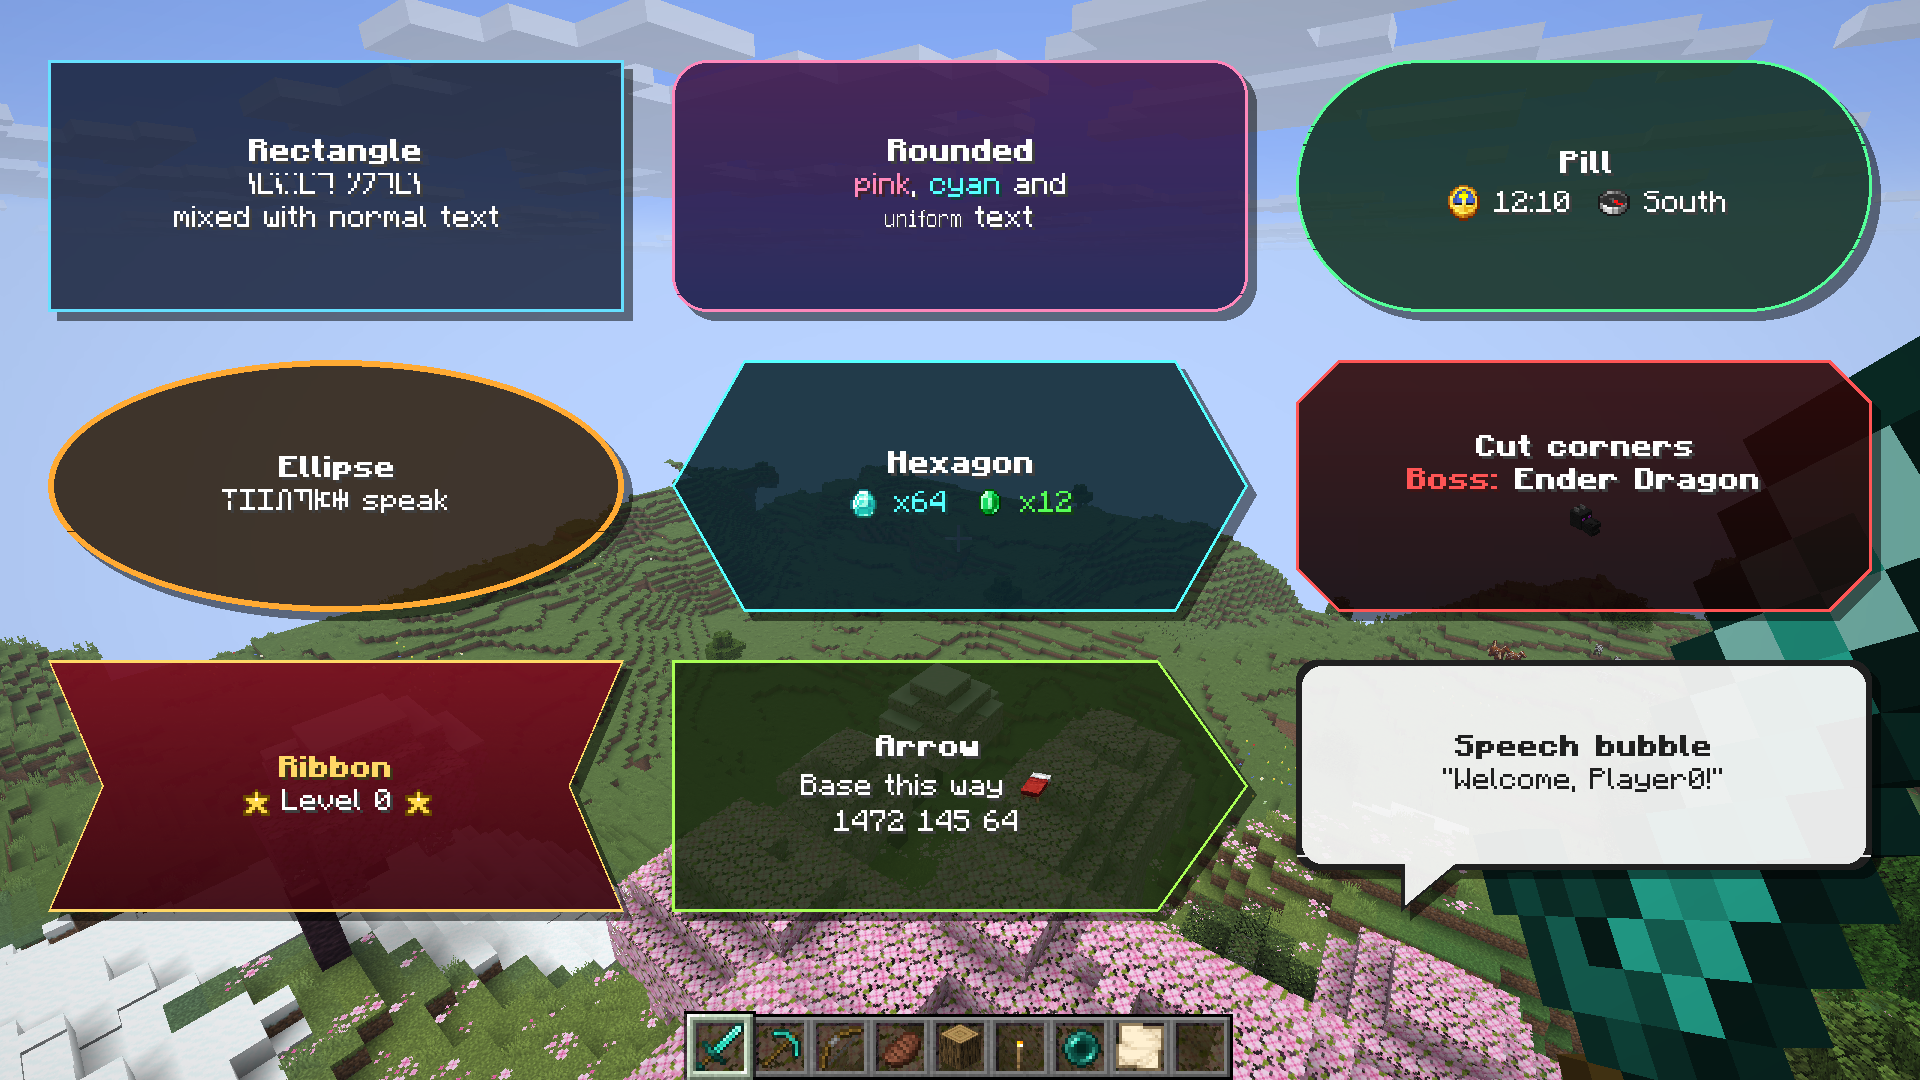 Rectangle
mixed with normal text
Rounded
pink, cyan and
uniform text
Pill
12:10 South
Ellipse
speak
Hexagon
x64 x12
Cut corners
Boss: Ender Dragon
Ribbon
★ Level 0 ★
Arrow
Base this way
1472 145 64
Speech bubble
"Welcome, Player0!"